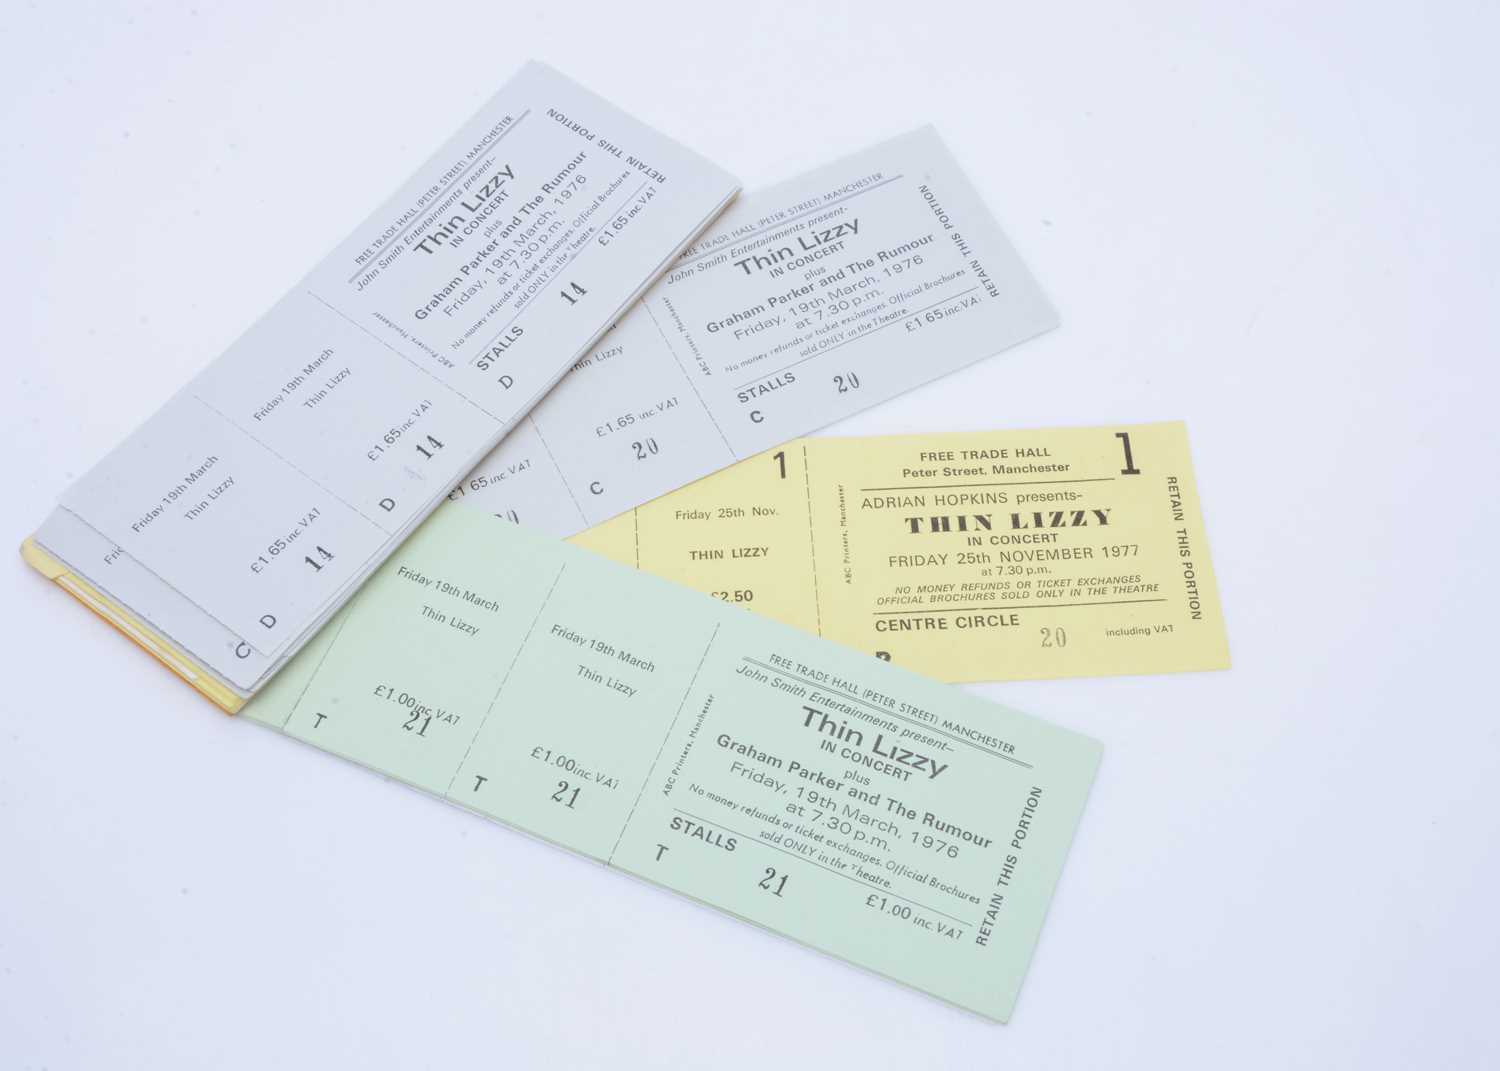 FREE TRADE HALL (PETER STREET) MANCHESTER
John Smith Entertainments present–
Thin Lizzy
IN CONCERT
plus
Graham Parker and The Rumour
Friday, 19th March, 1976
at 7.30 p.m.
No money refunds or ticket exchanges. Official Brochures
sold ONLY in the Theatre.
£1.65 inc. VAT
STALLS
D
14
RETAIN THIS PORTION
ABC Printers, Manchester
Friday 19th March
Thin Lizzy
£1.65 inc. VAT
D
14
Friday 19th March
Thin Lizzy
£1.65 inc. VAT
D
14
Fri
C
FREE TRADE HALL (PETER STREET) MANCHESTER
John Smith Entertainments present–
Thin Lizzy
IN CONCERT
plus
Graham Parker and The Rumour
Friday, 19th March, 1976
at 7.30 p.m.
No money refunds or ticket exchanges. Official Brochures
sold ONLY in the Theatre.
£1 65 inc. VA
STALLS
C
20
RETAIN THIS PORTION
ABC Printers, Manchester
Thin Lizzy
£1.65 inc. VAT
C
20
£1 65 inc. VAT
20
1
Friday 25th Nov.
THIN LIZZY
£2.50
1
FREE TRADE HALL
Peter Street, Manchester
ADRIAN HOPKINS presents–
THIN LIZZY
IN CONCERT
FRIDAY 25th NOVEMBER 1977
at 7.30 p.m.
NO MONEY REFUNDS OR TICKET EXCHANGES
OFFICIAL BROCHURES SOLD ONLY IN THE THEATRE
CENTRE CIRCLE
20
including VAT
RETAIN THIS PORTION
ABC Printers, Manchester
Friday 19th March
Thin Lizzy
£1.00 inc. VAT
T
21
Friday 19th March
Thin Lizzy
£1.00 inc. VAT
T
21
FREE TRADE HALL (PETER STREET) MANCHESTER
John Smith Entertainments present–
Thin Lizzy
IN CONCERT
plus
Graham Parker and The Rumour
Friday, 19th March, 1976
at 7.30 p.m.
No money refunds or ticket exchanges. Official Brochures
sold ONLY in the Theatre.
STALLS
T
21
£1.00 inc. VAT
RETAIN THIS PORTION
ABC Printers, Manchester